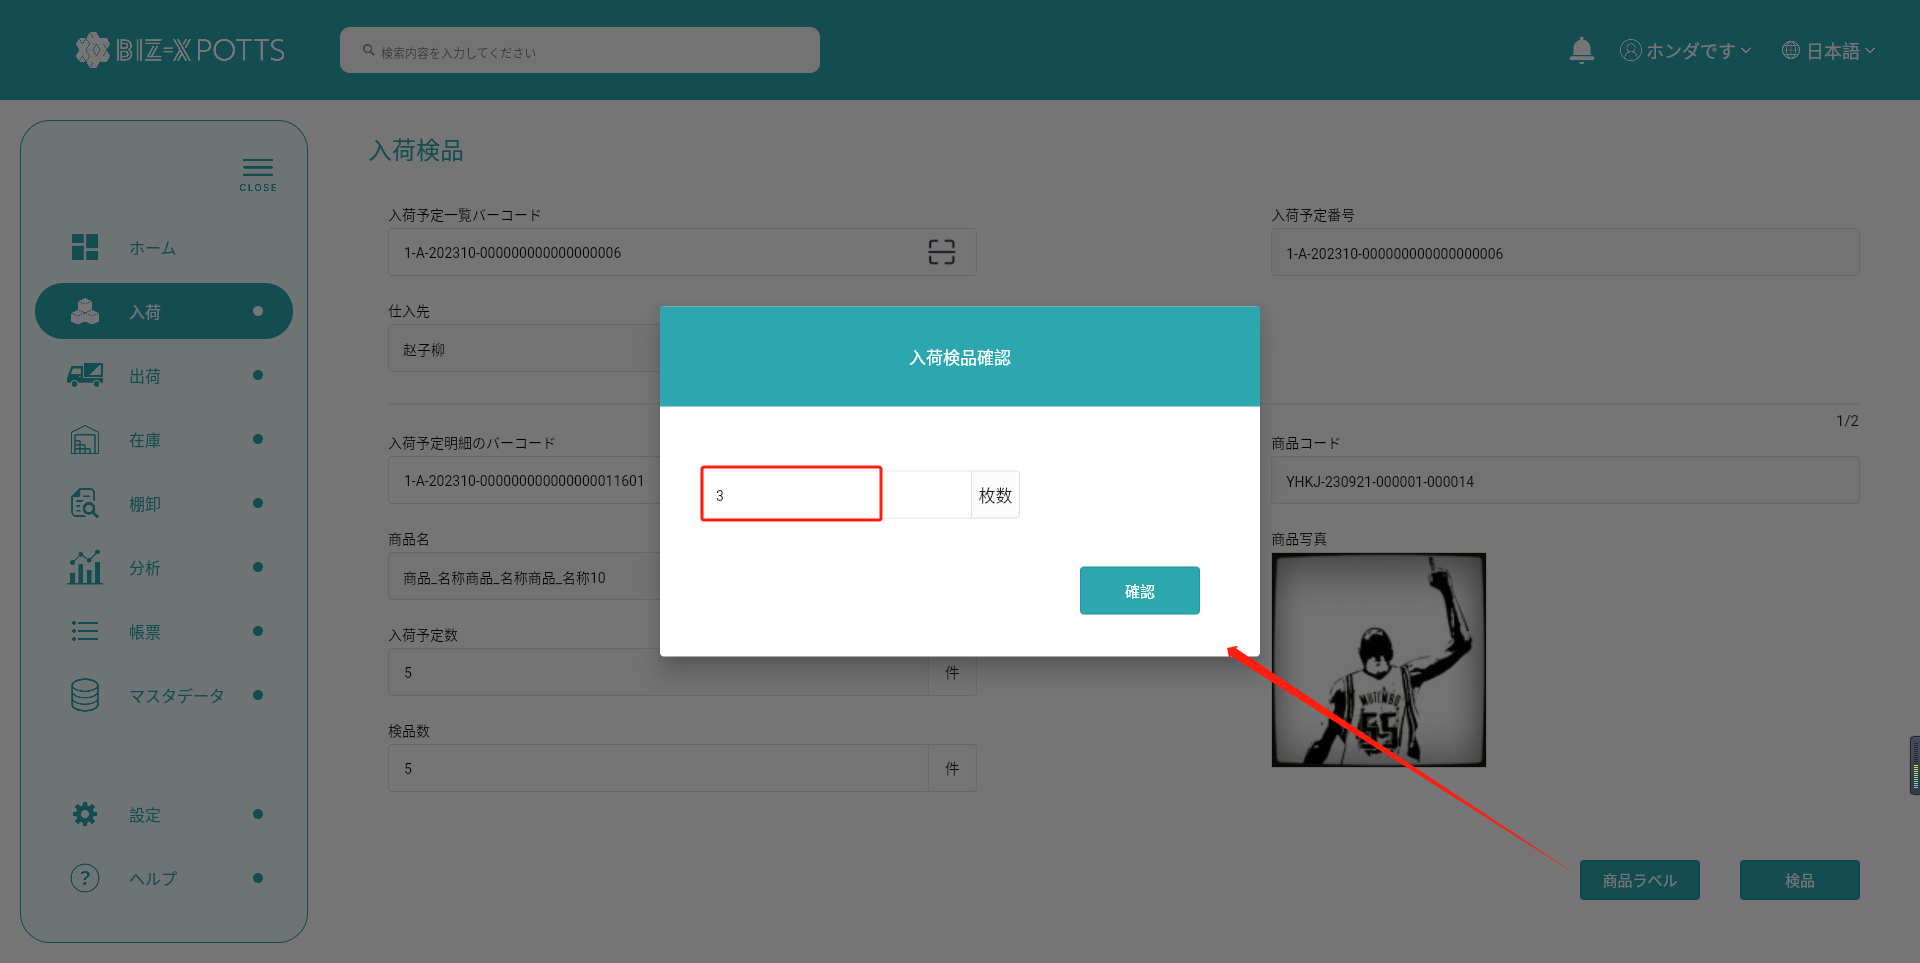 BIZ=X POTTS
検索内容を入力してください
ホンダです
日本語
CLOSE
ホーム
入荷
出荷
在庫
棚卸
分析
帳票
マスタデータ
設定
ヘルプ
入荷検品
入荷予定一覧バーコード
1-A-202310-000000000000000006
入荷予定番号
1-A-202310-000000000000000006
仕入先
赵子柳
1/2
入荷予定明細のバーコード
1-A-202310-000000000000000011601
商品コード
YHKJ-230921-000001-000014
商品名
商品_名称商品_名称商品_名称10
商品写真
MUTOMBO
55
入荷予定数
5
件
検品数
5
件
入荷検品確認
3
枚数
確認
商品ラベル
検品